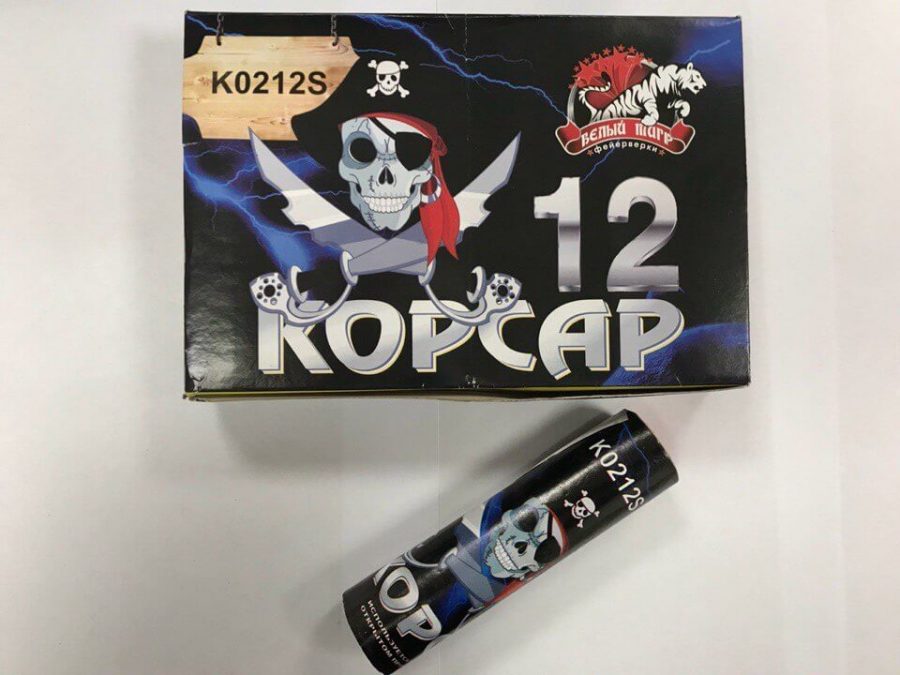 K0212S
БЕЛЫЙ ТИГР
фейерверки
12
КОРСАР
K0212S
КОР